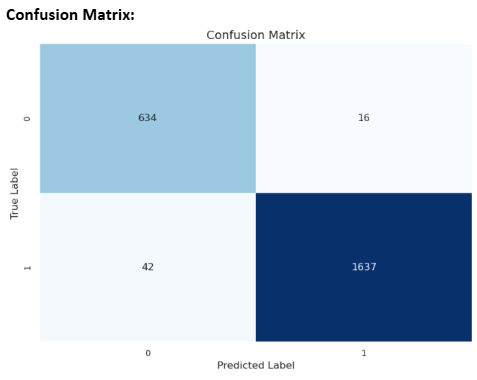 Confusion Matrix:
Confusion Matrix
True Label
0
634
16
1
42
1637
0
1
Predicted Label